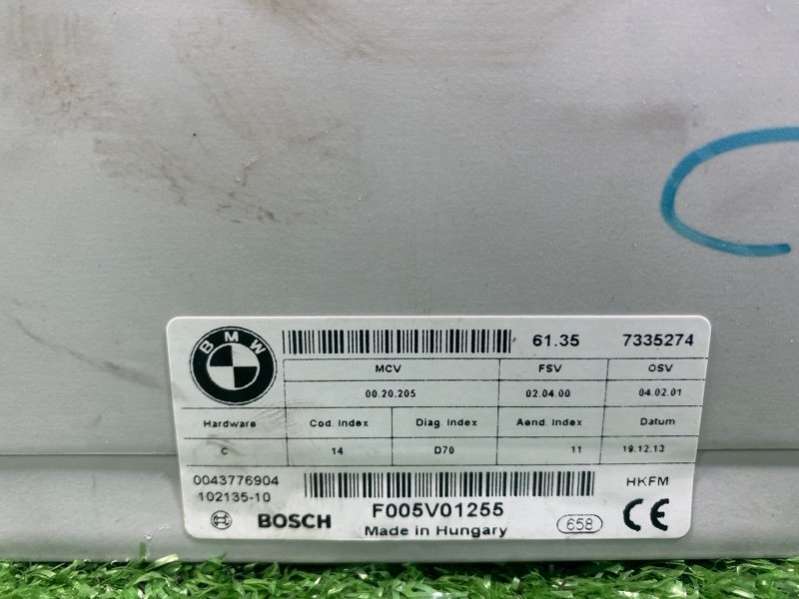 BMW 61.35 7335274
MCV FSV OSV
00.20.205 02.04.00 04.02.01
Hardware Cod. Index Diag. Index Aend. Index Datum
C 14 D70 11 19.12.13
0043776904 HKFM
102135-10
BOSCH F005V01255 658 CE
Made in Hungary